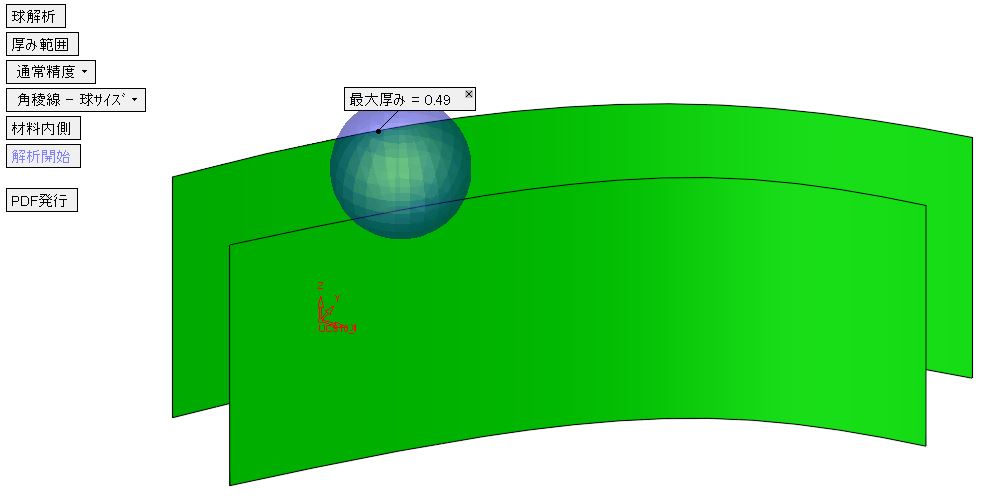 球解析
厚み範囲
通常精度
角稜線 － 球ｻｲｽﾞ
材料内側
解析開始
PDF発行
最大厚み = 0.49
Z
Y